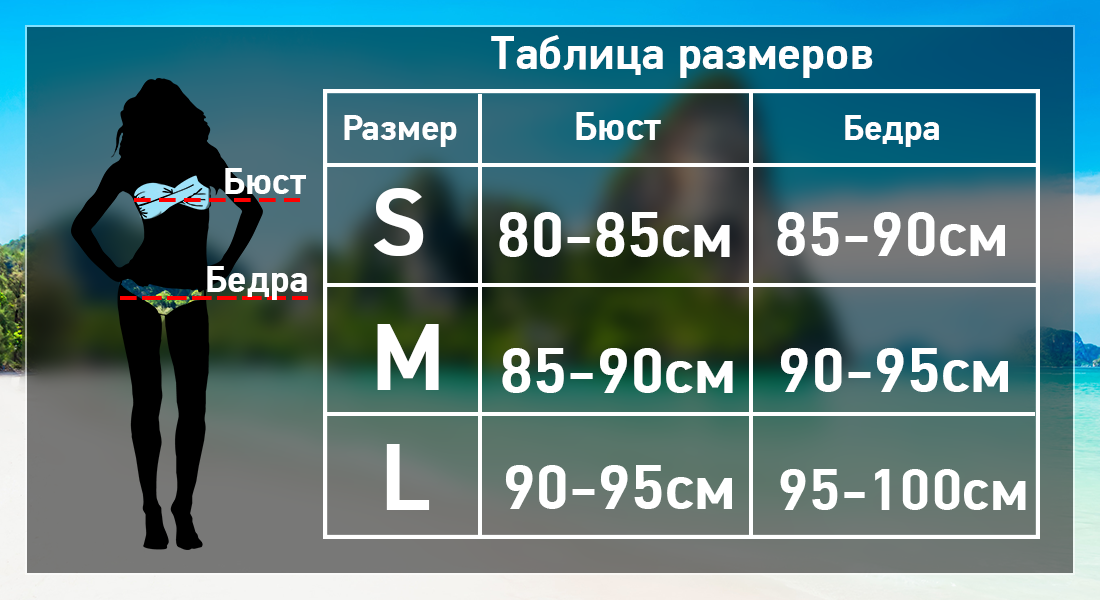 Таблица размеров
Размер Бюст Бедра
S 80-85см 85-90см
M 85-90см 90-95см
L 90-95см 95-100см
Бюст
Бедра